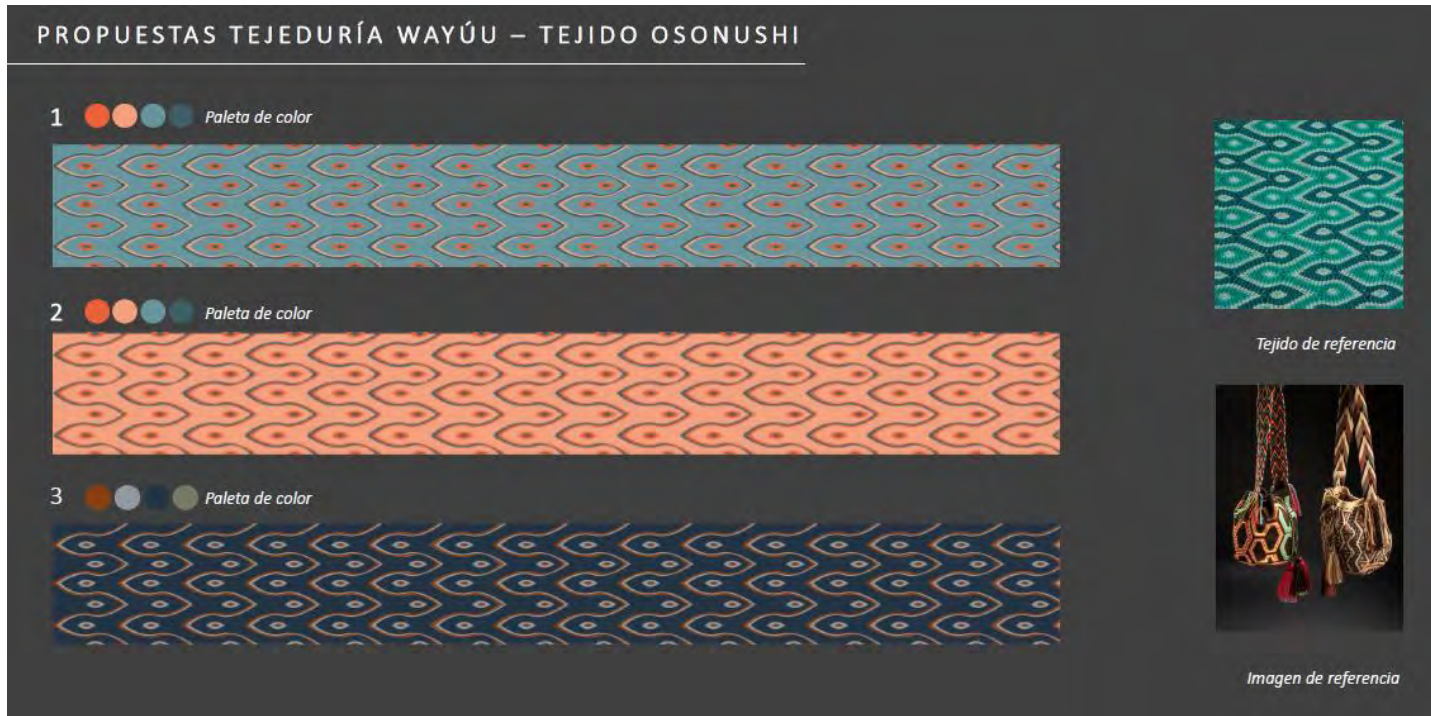 PROPUESTAS TEJEDURÍA WAYÚU – TEJIDO OSONUSHI
1 Paleta de color
2 Paleta de color
3 Paleta de color
Tejido de referencia
Imagen de referencia